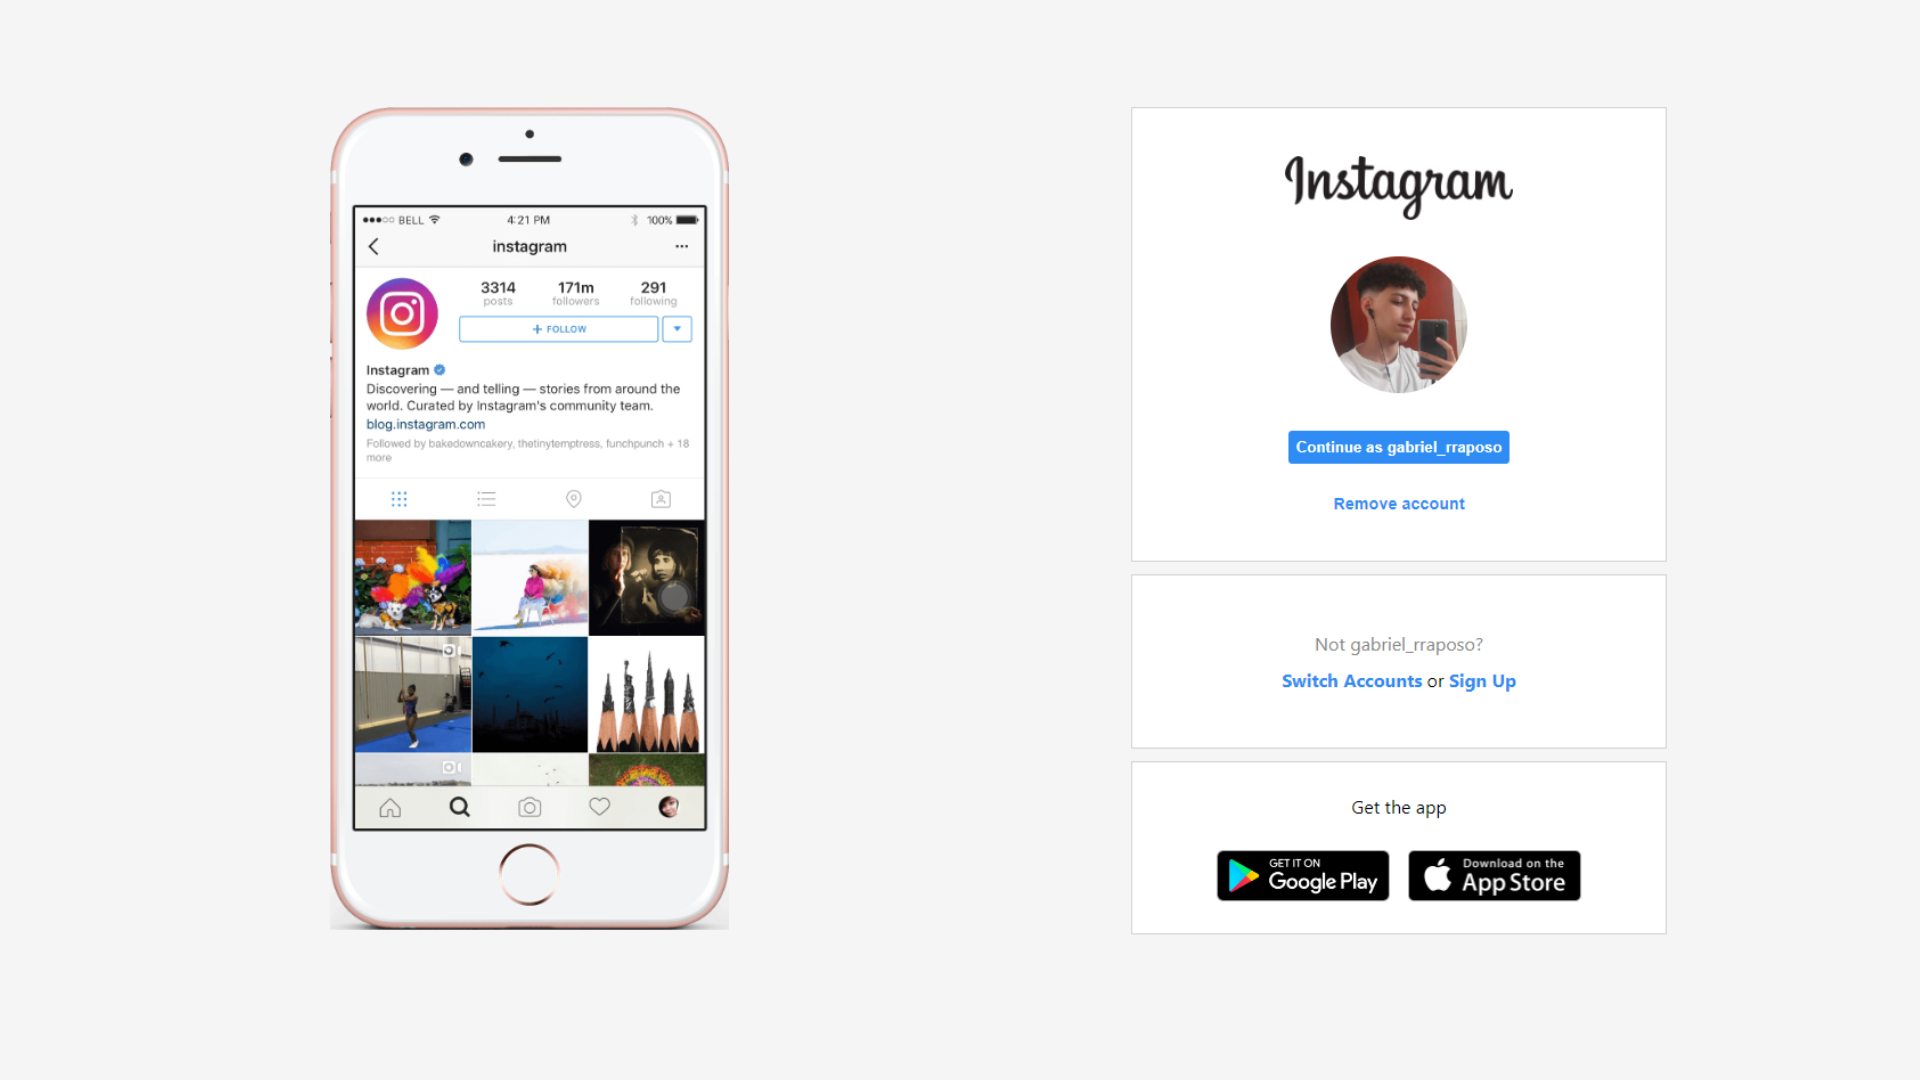 ●●●○○ BELL 4:21 PM 100%
instagram
3314 171m 291
posts followers following
+ FOLLOW
Instagram
Discovering — and telling — stories from around the
world. Curated by Instagram's community team.
blog.instagram.com
Followed by bakedowncakery, thetinytemptress, funchpunch + 18
more
Instagram
Continue as gabriel_rraposo
Remove account
Not gabriel_rraposo?
Switch Accounts or Sign Up
Get the app
GET IT ON
Google Play
Download on the
App Store